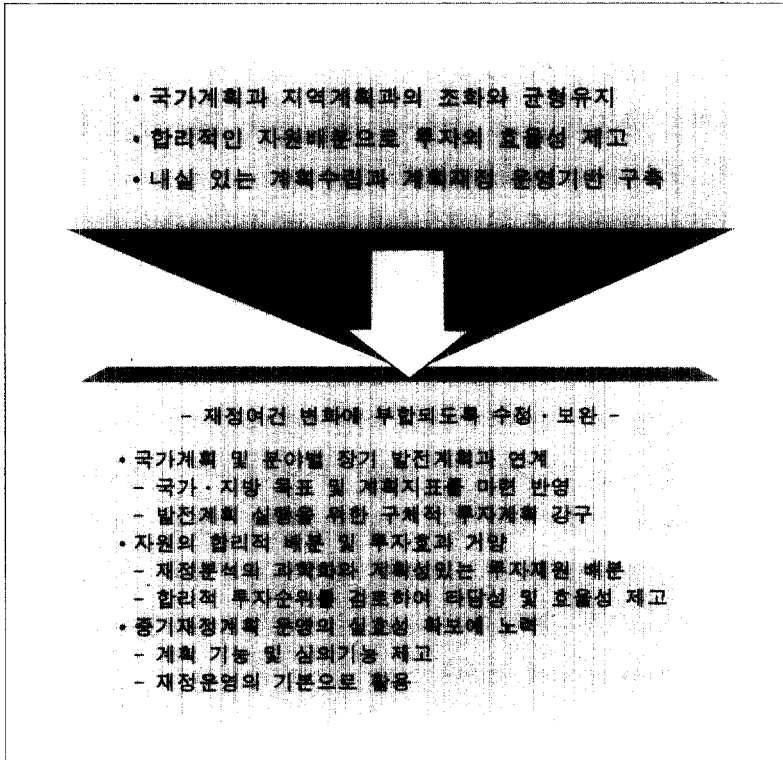 • 국가계획과 지역계획과의 조화와 균형유지
• 합리적인 자원배분으로 투자의 효율성 제고
• 내실 있는 계획수립과 계획재정 운영기반 구축
- 재정여건 변화에 부합되도록 수정 · 보완 -
• 국가계획 및 분야별 장기 발전계획과 연계
- 국가 · 지방 목표 및 계획지표를 마련 반영
- 발전계획 실행을 위한 구체적 투자계획 강구
• 자원의 합리적 배분 및 투자효과 거양
- 재정분석의 과학화와 계획성있는 투자재원 배분
- 합리적 투자순위를 검토하여 타당성 및 효율성 제고
• 중기재정계획 운영의 실효성 확보에 노력
- 계획 기능 및 심의기능 제고
- 재정운영의 기본으로 활용